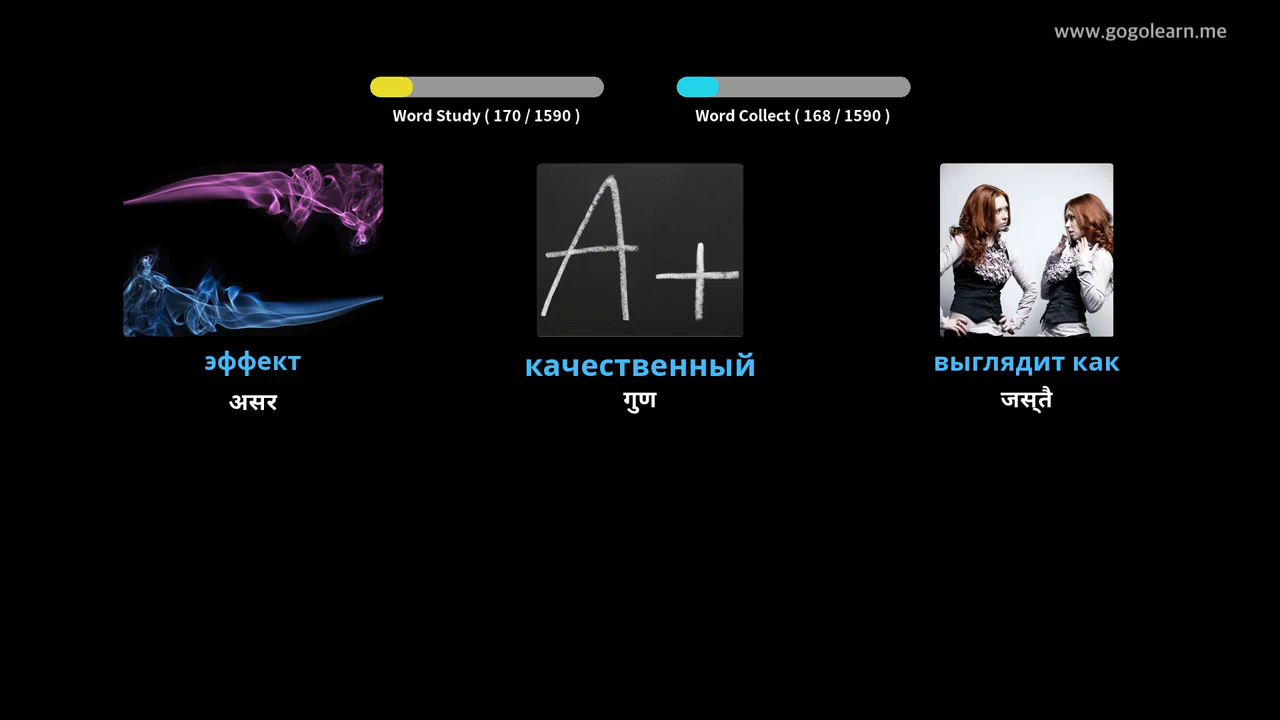 www.gogolearn.me
Word Study ( 170 / 1590 )
Word Collect ( 168 / 1590 )
A+
эффект
качественный
выглядит как
असर
गुण
जस्तै